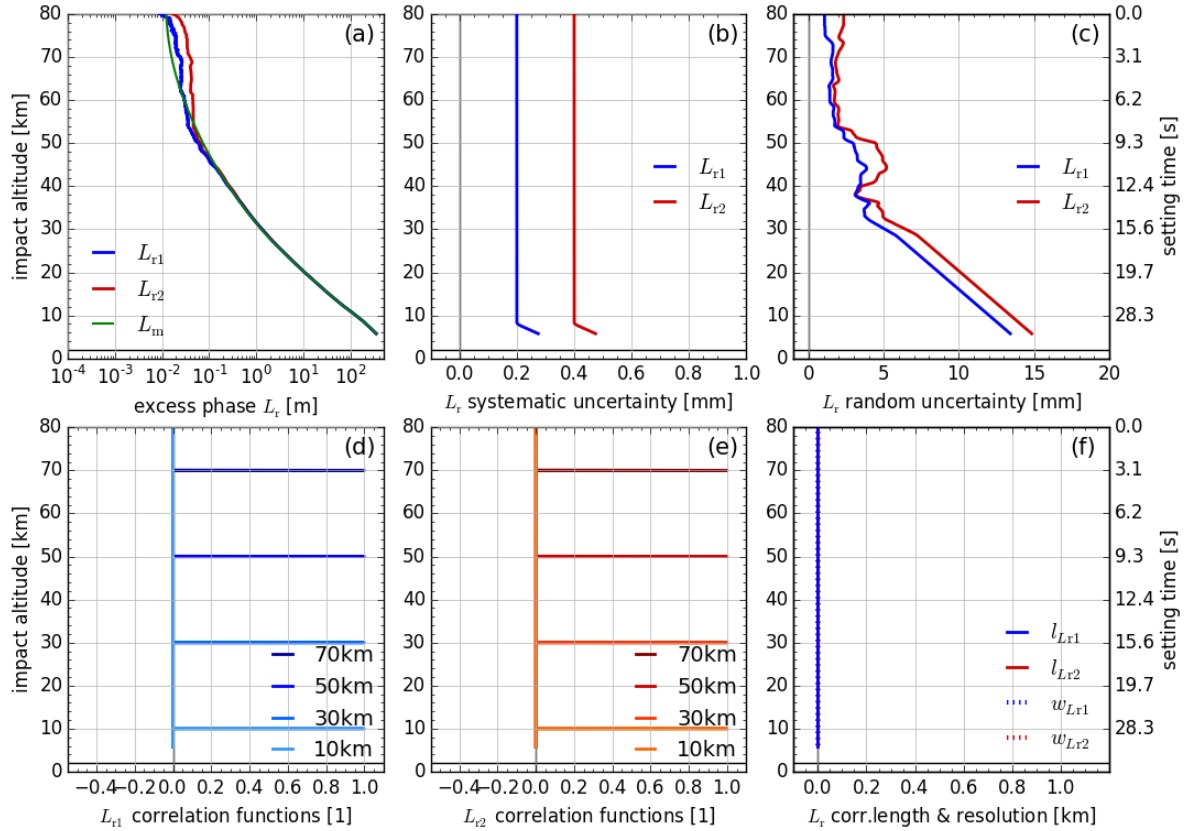 (a)
80
70
60
50
40
30
20
10
0
impact altitude [km]
L_r1
L_r2
L_m
10^-4 10^-3 10^-2 10^-1 10^0 10^1 10^2
excess phase L_r [m]
(b)
80
70
60
50
40
30
20
10
0
L_r1
L_r2
0.0 0.2 0.4 0.6 0.8 1.0
L_r systematic uncertainty [mm]
(c)
80
70
60
50
40
30
20
10
0
L_r1
L_r2
0 5 10 15 20
L_r random uncertainty [mm]
0.0
3.1
6.2
9.3
12.4
15.6
19.7
28.3
setting time [s]
(d)
80
70
60
50
40
30
20
10
0
impact altitude [km]
70km
50km
30km
10km
−0.4 −0.2 0.0 0.2 0.4 0.6 0.8 1.0
L_r1 correlation functions [1]
(e)
80
70
60
50
40
30
20
10
0
70km
50km
30km
10km
−0.4 −0.2 0.0 0.2 0.4 0.6 0.8 1.0
L_r2 correlation functions [1]
(f)
80
70
60
50
40
30
20
10
0
l_Lr1
l_Lr2
w_Lr1
w_Lr2
0.0 0.2 0.4 0.6 0.8 1.0
L_r corr.length & resolution [km]
0.0
3.1
6.2
9.3
12.4
15.6
19.7
28.3
setting time [s]